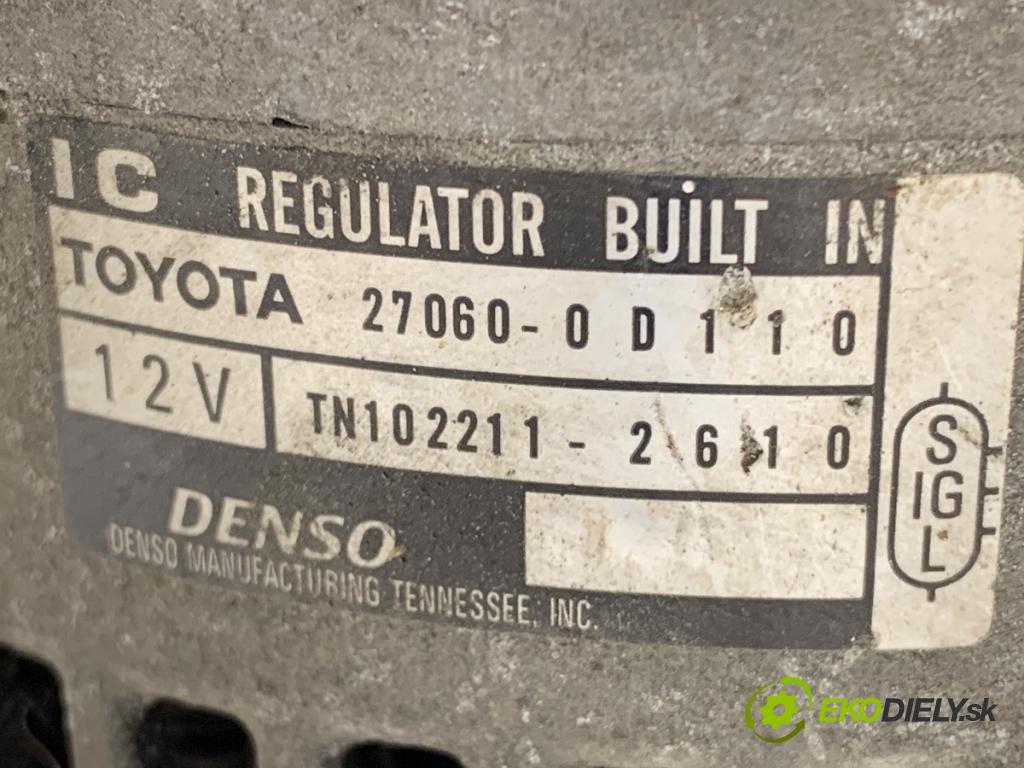 IC REGULATOR BUILT IN
TOYOTA 27060-0D110
12V TN102211-2610
DENSO
DENSO MANUFACTURING TENNESSEE, INC.
S
IG
L
EKODIELY.sk